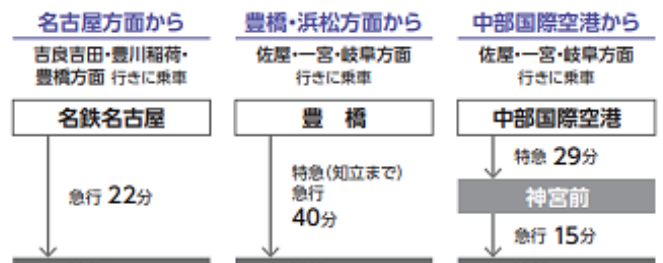 名古屋方面から
吉良吉田・豊川稲荷・
豊橋方面 行きに乗車
名鉄名古屋
急行 22分
豊橋・浜松方面から
佐屋・一宮・岐阜方面
行きに乗車
豊 橋
特急(知立まで)
急行
40分
中部国際空港から
佐屋・一宮・岐阜方面
行きに乗車
中部国際空港
特急 29分
神宮前
急行 15分